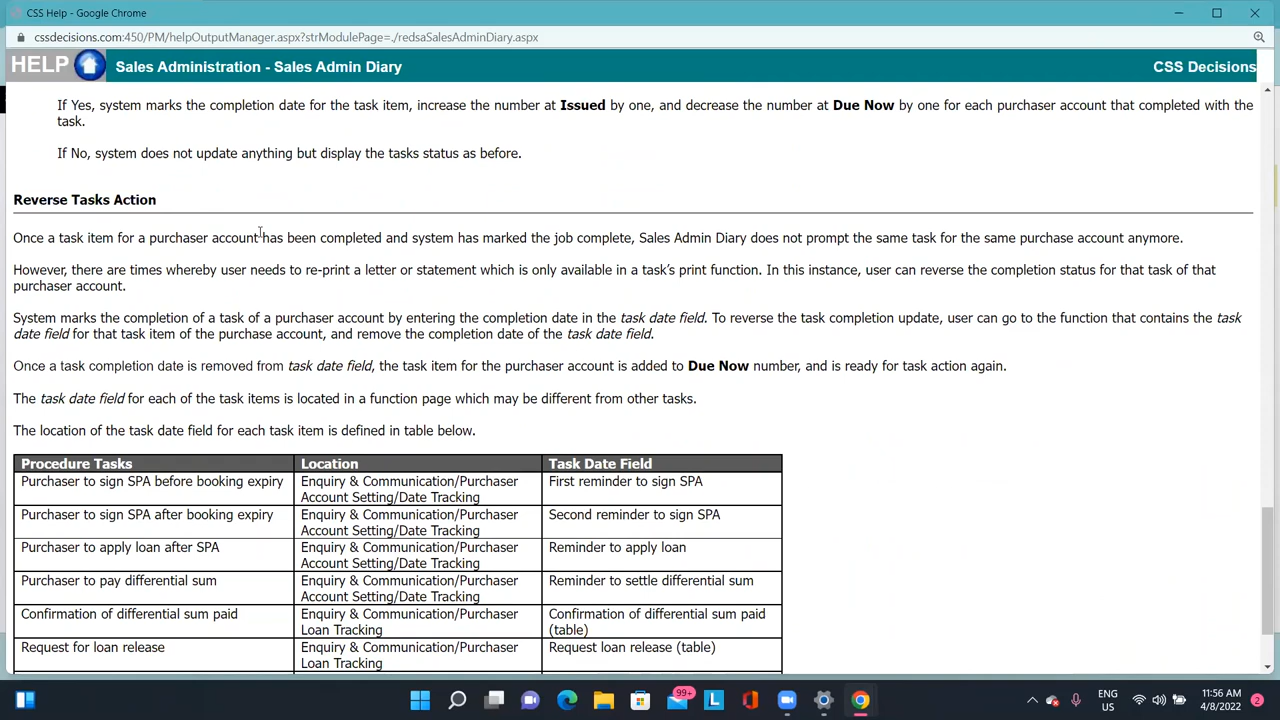 CSS Help - Google Chrome
cssdecisions.com:450/PM/helpOutputManager.aspx?strModulePage=./redsaSalesAdminDiary.aspx
HELP
Sales Administration - Sales Admin Diary
CSS Decisions
If Yes, system marks the completion date for the task item, increase the number at Issued by one, and decrease the number at Due Now by one for each purchaser account that completed with the
task.
If No, system does not update anything but display the tasks status as before.
Reverse Tasks Action
Once a task item for a purchaser account has been completed and system has marked the job complete, Sales Admin Diary does not prompt the same task for the same purchase account anymore.
However, there are times whereby user needs to re-print a letter or statement which is only available in a task's print function. In this instance, user can reverse the completion status for that task of that
purchaser account.
System marks the completion of a task of a purchaser account by entering the completion date in the task date field. To reverse the task completion update, user can go to the function that contains the task
date field for that task item of the purchase account, and remove the completion date of the task date field.
Once a task completion date is removed from task date field, the task item for the purchaser account is added to Due Now number, and is ready for task action again.
The task date field for each of the task items is located in a function page which may be different from other tasks.
The location of the task date field for each task item is defined in table below.
Procedure Tasks Location Task Date Field
Purchaser to sign SPA before booking expiry Enquiry & Communication/Purchaser First reminder to sign SPA
Account Setting/Date Tracking
Purchaser to sign SPA after booking expiry Enquiry & Communication/Purchaser Second reminder to sign SPA
Account Setting/Date Tracking
Purchaser to apply loan after SPA Enquiry & Communication/Purchaser Reminder to apply loan
Account Setting/Date Tracking
Purchaser to pay differential sum Enquiry & Communication/Purchaser Reminder to settle differential sum
Account Setting/Date Tracking
Confirmation of differential sum paid Enquiry & Communication/Purchaser Confirmation of differential sum paid
Loan Tracking (table)
Request for loan release Enquiry & Communication/Purchaser Request loan release (table)
Loan Tracking
99+
L
ENG
US
11:56 AM
4/8/2022
2